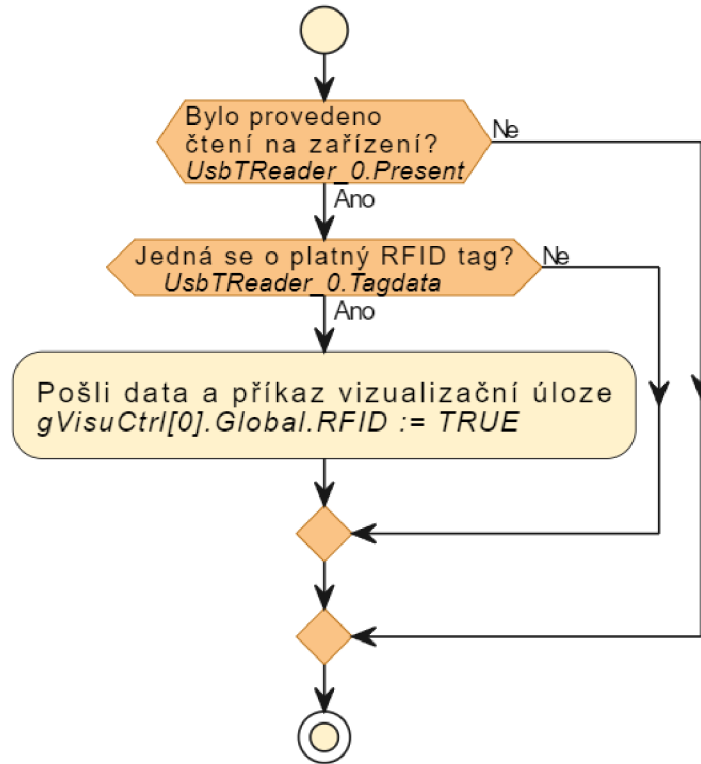 Bylo provedeno
čtení na zařízení?
UsbTReader_0.Present
Ne
Ano
Jedná se o platný RFID tag?
UsbTReader_0.Tagdata
Ne
Ano
Pošli data a příkaz vizualizační úloze
gVisuCtrl[0].Global.RFID := TRUE